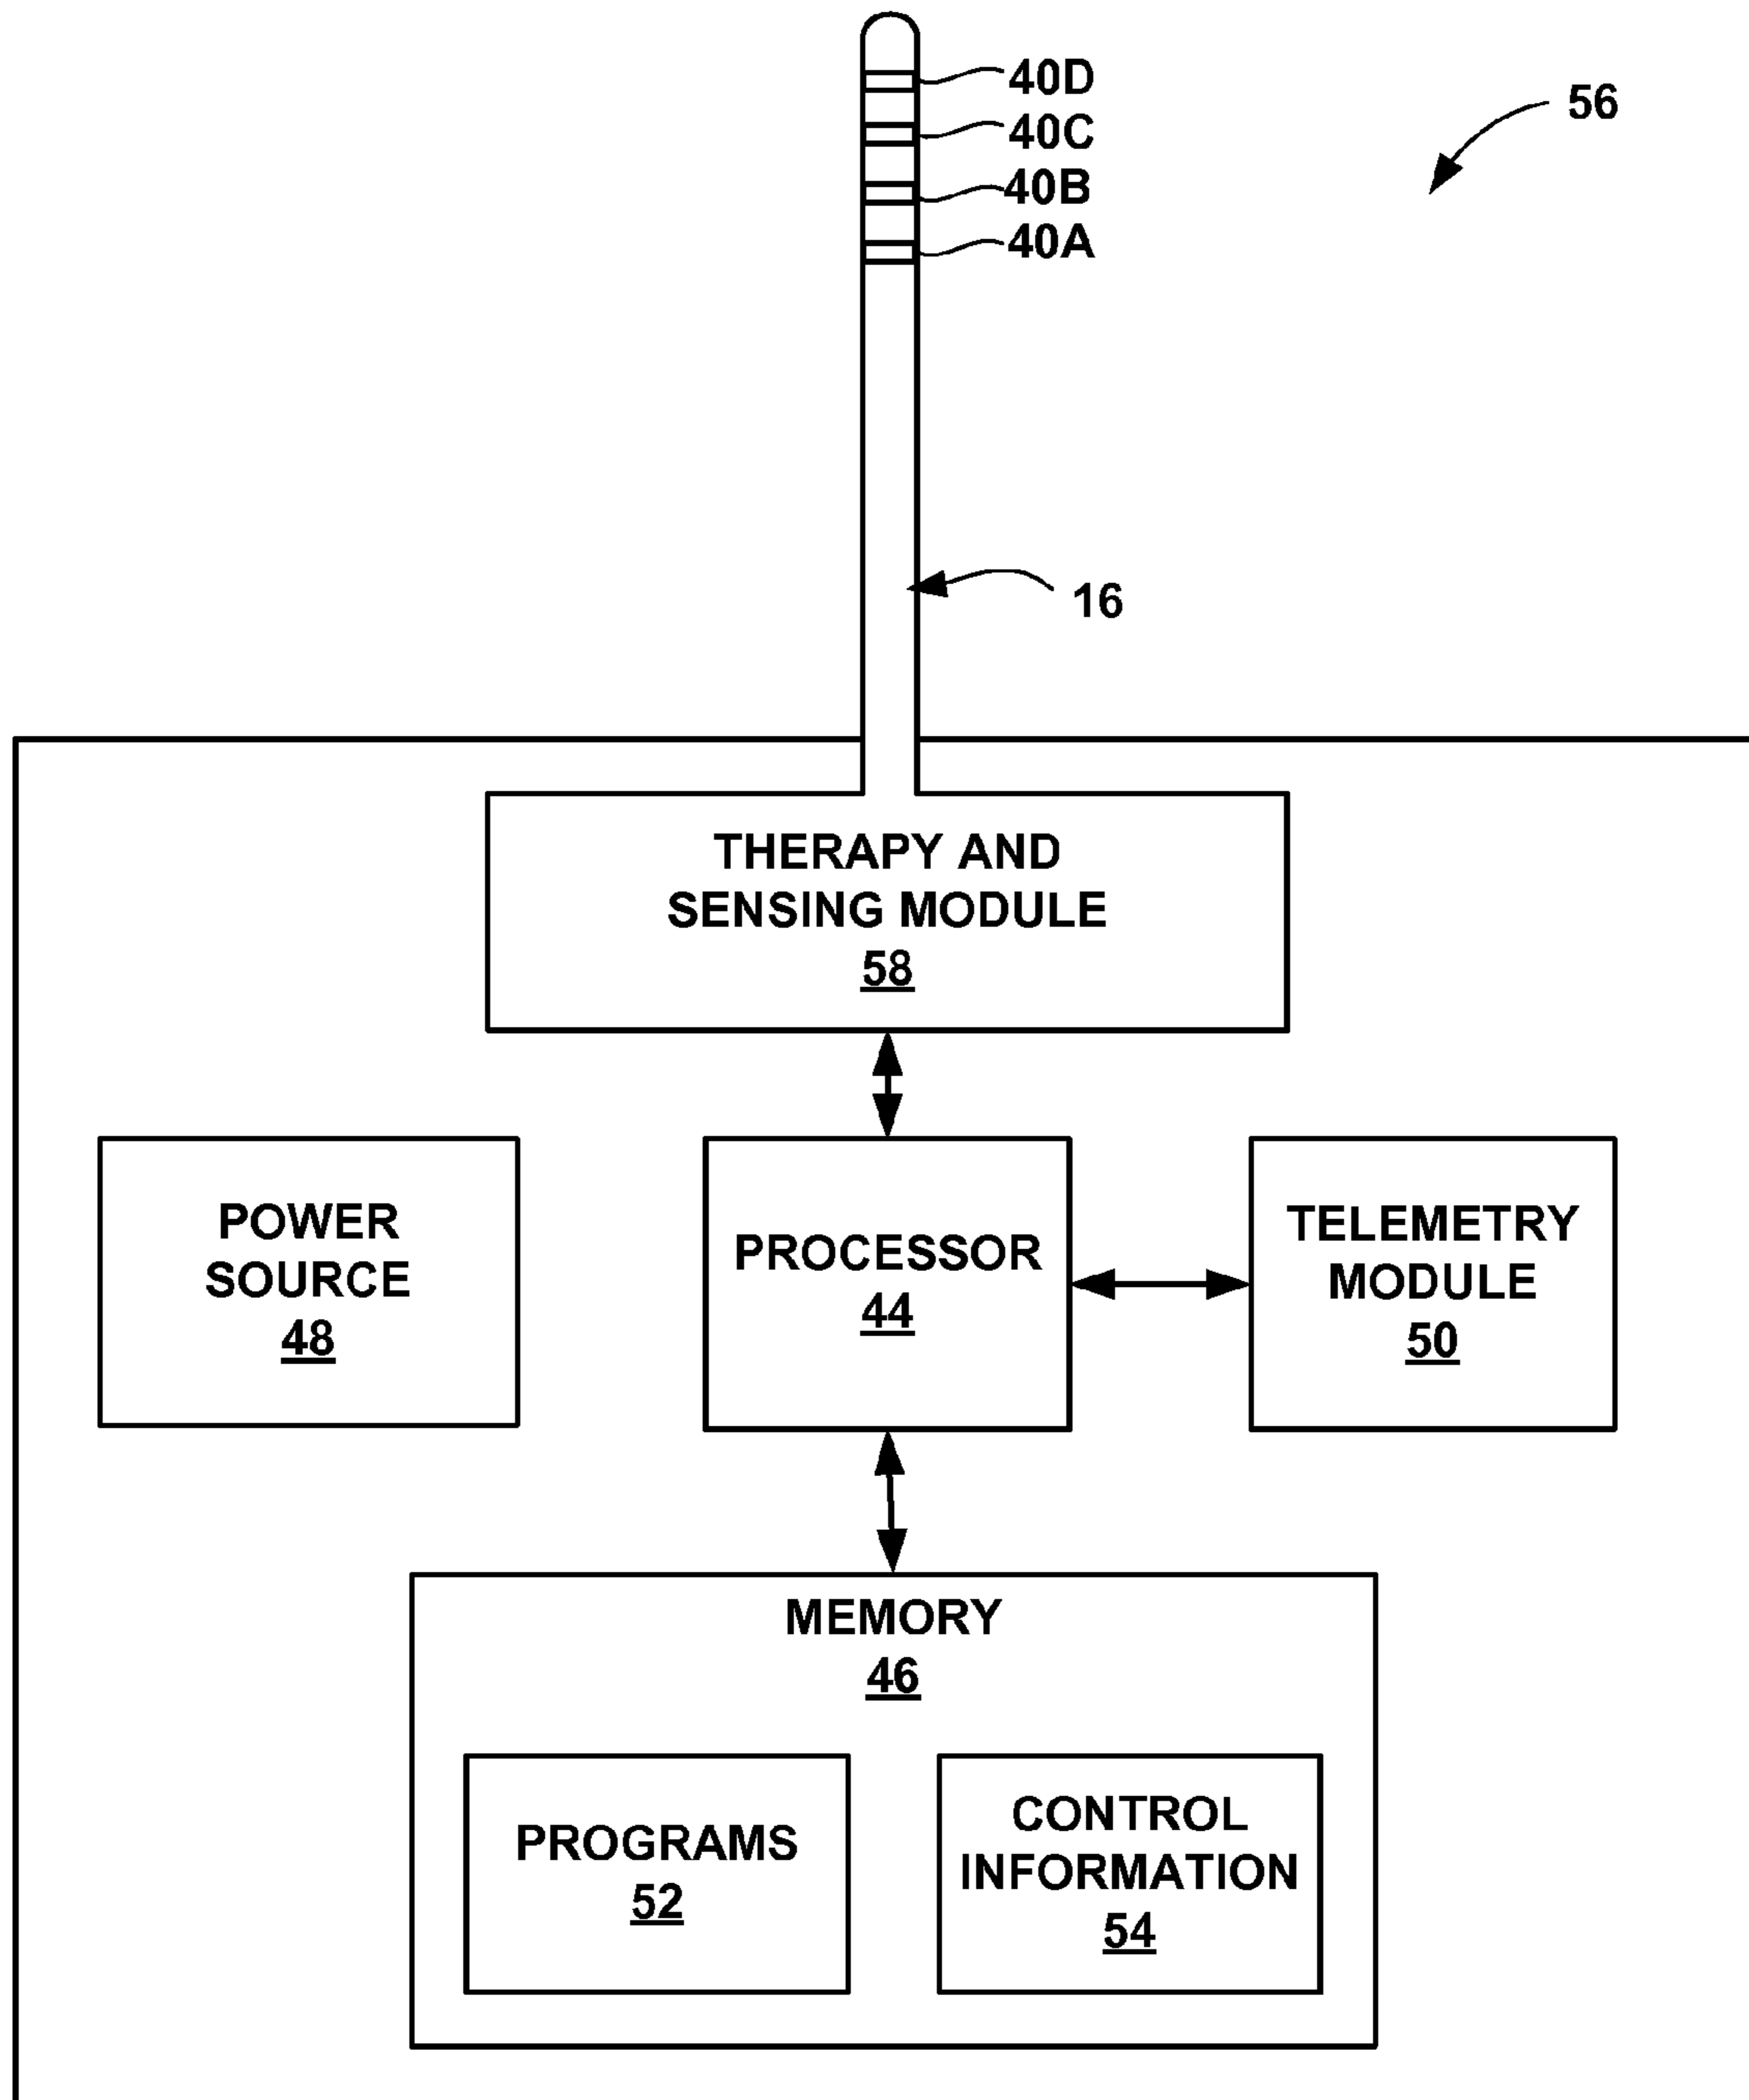 40D
40C
40B
40A
56
16
THERAPY AND
SENSING MODULE
58
POWER
SOURCE
48
PROCESSOR
44
TELEMETRY
MODULE
50
MEMORY
46
PROGRAMS
52
CONTROL
INFORMATION
54